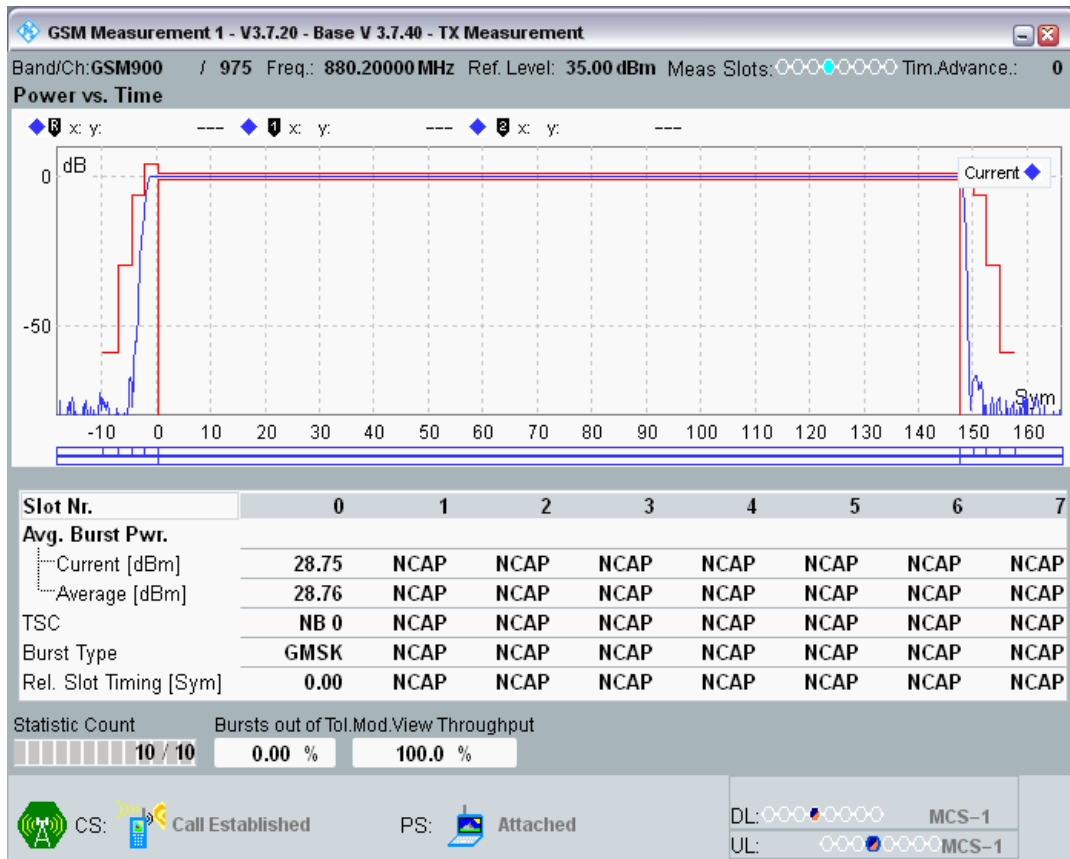 GSM Measurement 1 - V3.7.20 - Base V 3.7.40 - TX Measurement
Band/Ch:GSM900 / 975 Freq.: 880.20000 MHz Ref. Level: 35.00 dBm Meas Slots: Tim.Advance.: 0
Power vs. Time
R x: y: --- 1 x: y: --- 2 x: y: ---
dB
Current
0
-50
Sym
-10 0 10 20 30 40 50 60 70 80 90 100 110 120 130 140 150 160
Slot Nr. 0 1 2 3 4 5 6 7
Avg. Burst Pwr.
Current [dBm] 28.75 NCAP NCAP NCAP NCAP NCAP NCAP NCAP
Average [dBm] 28.76 NCAP NCAP NCAP NCAP NCAP NCAP NCAP
TSC NB 0 NCAP NCAP NCAP NCAP NCAP NCAP NCAP
Burst Type GMSK NCAP NCAP NCAP NCAP NCAP NCAP NCAP
Rel. Slot Timing [Sym] 0.00 NCAP NCAP NCAP NCAP NCAP NCAP NCAP
Statistic Count Bursts out of Tol. Mod.View Throughput
10 / 10 0.00 % 100.0 %
CS: Call Established PS: Attached
DL: MCS-1
UL: MCS-1